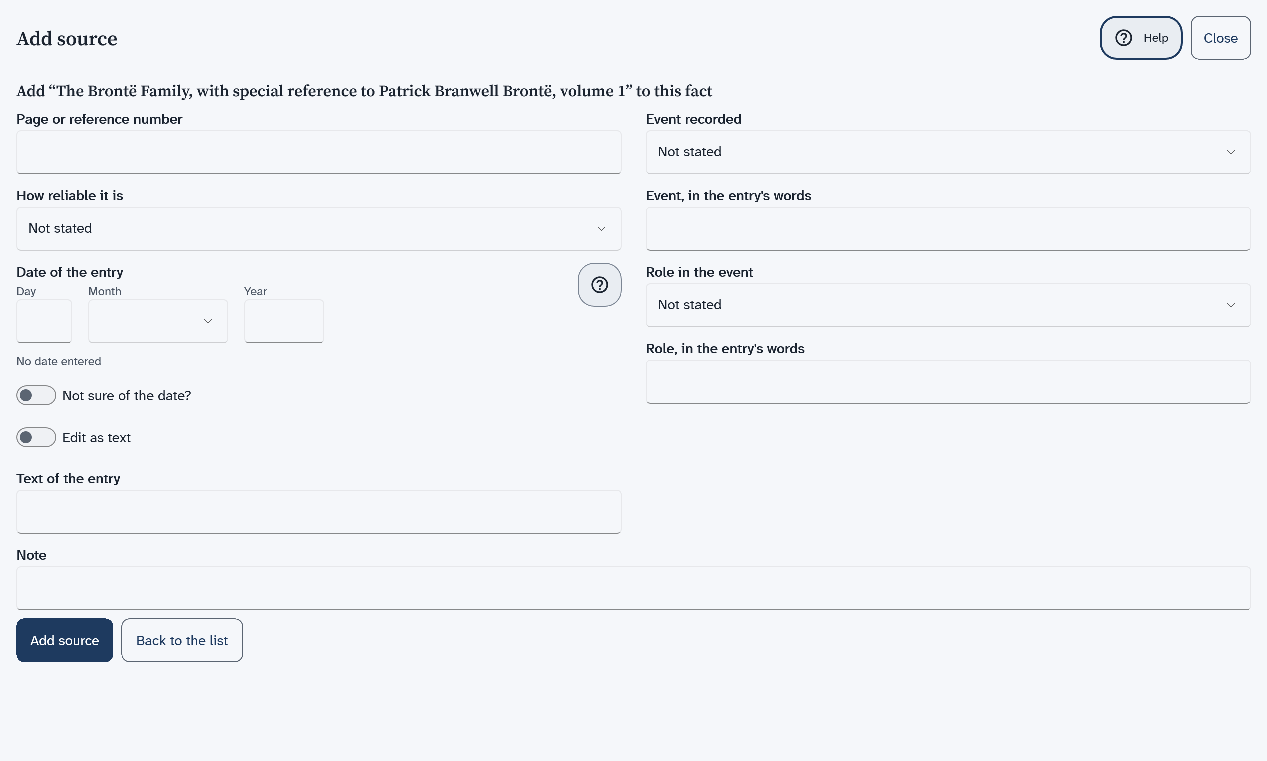 Add source
Help
Close
Add “The Brontë Family, with special reference to Patrick Branwell Brontë, volume 1” to this fact
Page or reference number
Event recorded
Not stated
How reliable it is
Not stated
Event, in the entry's words
Date of the entry
Day
Month
Year
No date entered
Role in the event
Not stated
Role, in the entry's words
Not sure of the date?
Edit as text
Text of the entry
Note
Add source
Back to the list